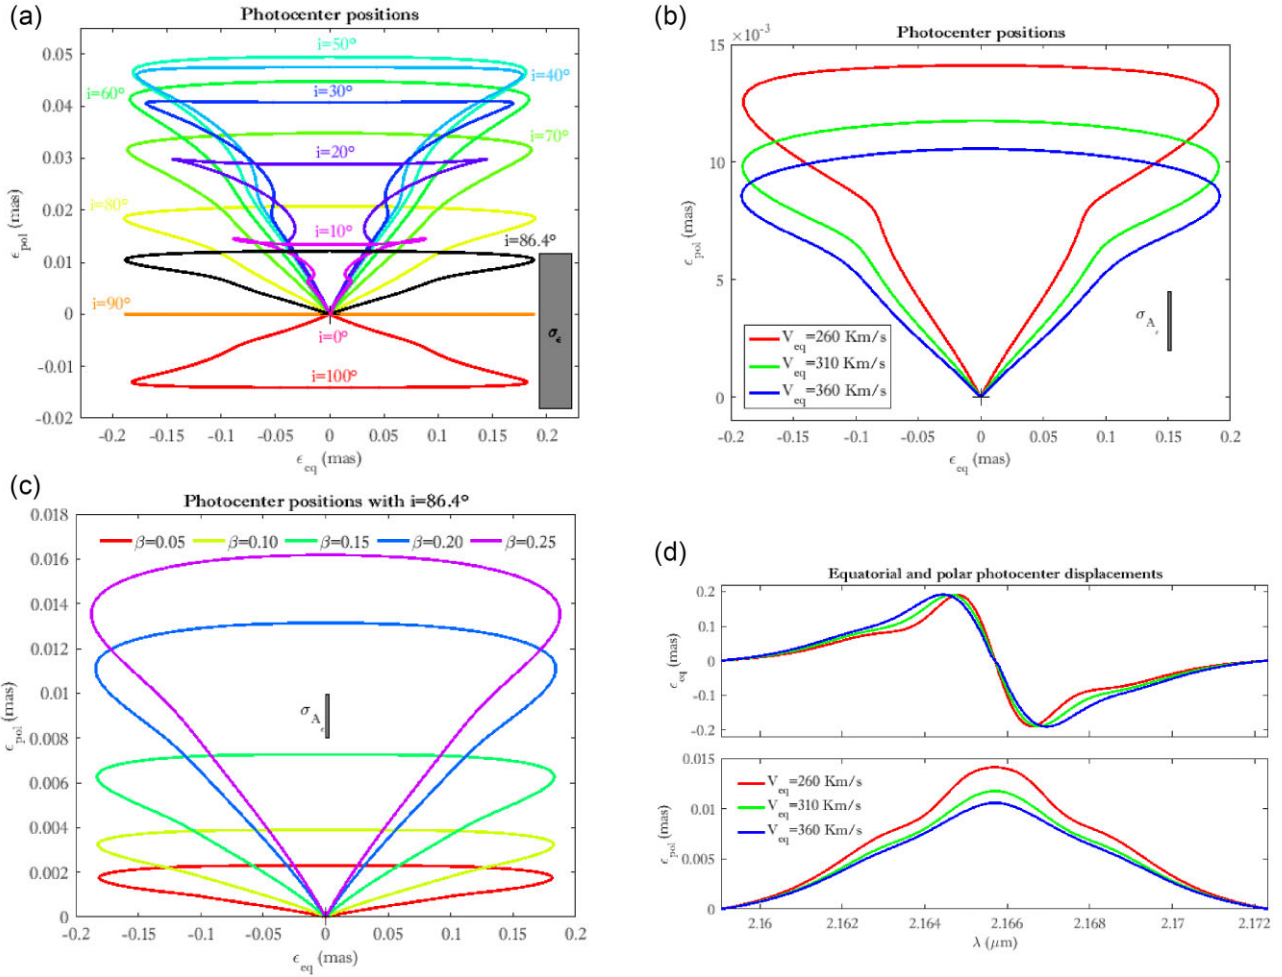 (a)
Photocenter positions
i=50°
i=40°
i=60°
i=30°
i=70°
i=20°
i=80°
i=10°
i=86.4°
i=90°
i=0°
i=100°
σϵ
0.05
0.04
0.03
0.02
0.01
0
-0.01
-0.02
ϵpol (mas)
-0.2 -0.15 -0.1 -0.05 0 0.05 0.1 0.15 0.2
ϵeq (mas)
(b)
Photocenter positions
×10⁻³
15
10
5
0
ϵpol (mas)
σAϵ
Veq=260 Km/s
Veq=310 Km/s
Veq=360 Km/s
-0.2 -0.15 -0.1 -0.05 0 0.05 0.1 0.15 0.2
ϵeq (mas)
(c)
Photocenter positions with i=86.4°
β=0.05 β=0.10 β=0.15 β=0.20 β=0.25
0.018
0.016
0.014
0.012
0.01
0.008
0.006
0.004
0.002
0
ϵpol (mas)
σAϵ
-0.2 -0.15 -0.1 -0.05 0 0.05 0.1 0.15 0.2
ϵeq (mas)
(d)
Equatorial and polar photocenter displacements
0.2
0.1
0
-0.1
-0.2
ϵeq (mas)
0.015
0.01
0.005
0
ϵpol (mas)
Veq=260 Km/s
Veq=310 Km/s
Veq=360 Km/s
2.16 2.162 2.164 2.166 2.168 2.17 2.172
λ (μm)